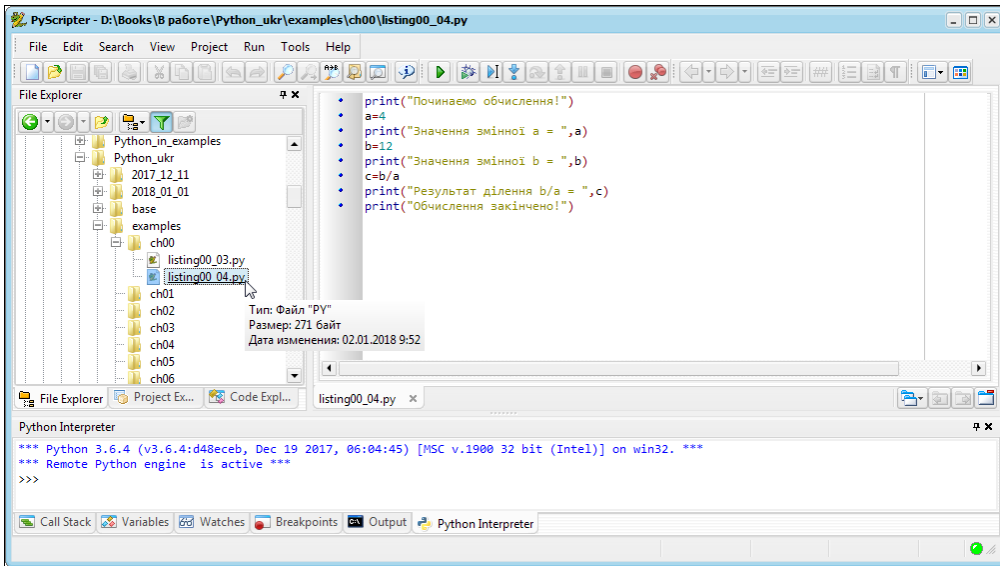 PyScripter - D:\Books\В работе\Python_ukr\examples\ch00\listing00_04.py
File Edit Search View Project Run Tools Help
File Explorer
Python_in_examples
Python_ukr
2017_12_11
2018_01_01
base
examples
ch00
listing00_03.py
listing00_04.py
ch01
ch02
ch03
ch04
ch05
ch06
Тип: Файл "PY"
Размер: 271 байт
Дата изменения: 02.01.2018 9:52
File Explorer Project Ex... Code Expl...
print("Починаємо обчислення!")
a=4
print("Значення змінної a = ",a)
b=12
print("Значення змінної b = ",b)
c=b/a
print("Результат ділення b/a = ",c)
print("Обчислення закінчено!")
listing00_04.py
Python Interpreter
*** Python 3.6.4 (v3.6.4:d48eceb, Dec 19 2017, 06:04:45) [MSC v.1900 32 bit (Intel)] on win32. ***
*** Remote Python engine is active ***
>>>
Call Stack Variables Watches Breakpoints Output Python Interpreter